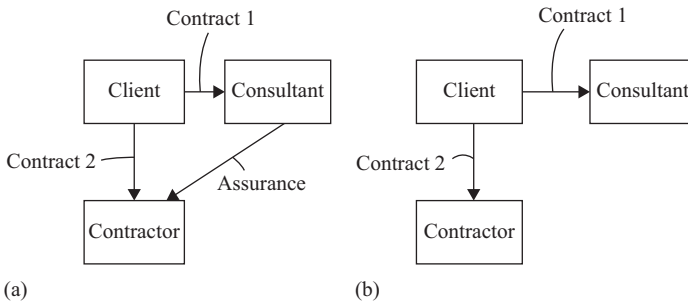 Contract 1
Client
Consultant
Contract 2
Assurance
Contractor
(a)
Contract 1
Client
Consultant
Contract 2
Contractor
(b)